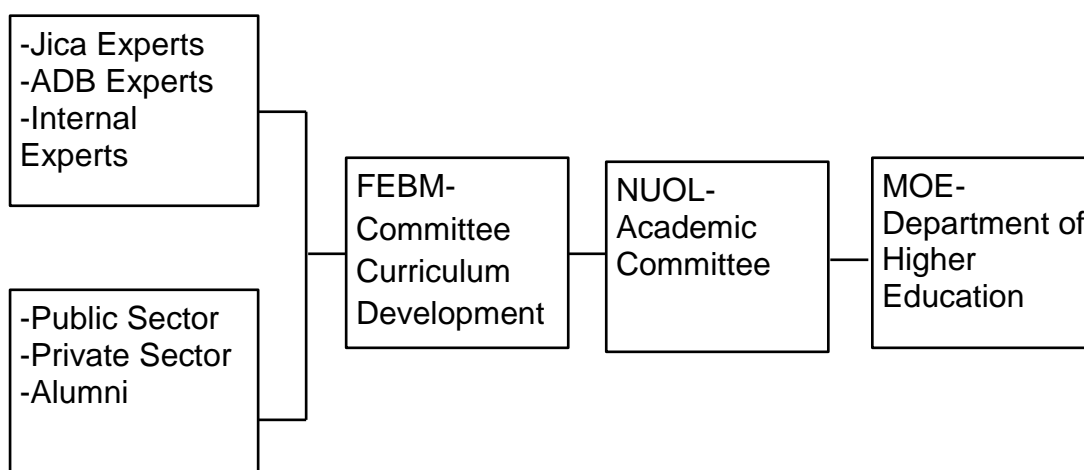 -Jica Experts
-ADB Experts
-Internal
Experts
-Public Sector
-Private Sector
-Alumni
FEBM-
Committee
Curriculum
Development
NUOL-
Academic
Committee
MOE-
Department of
Higher
Education